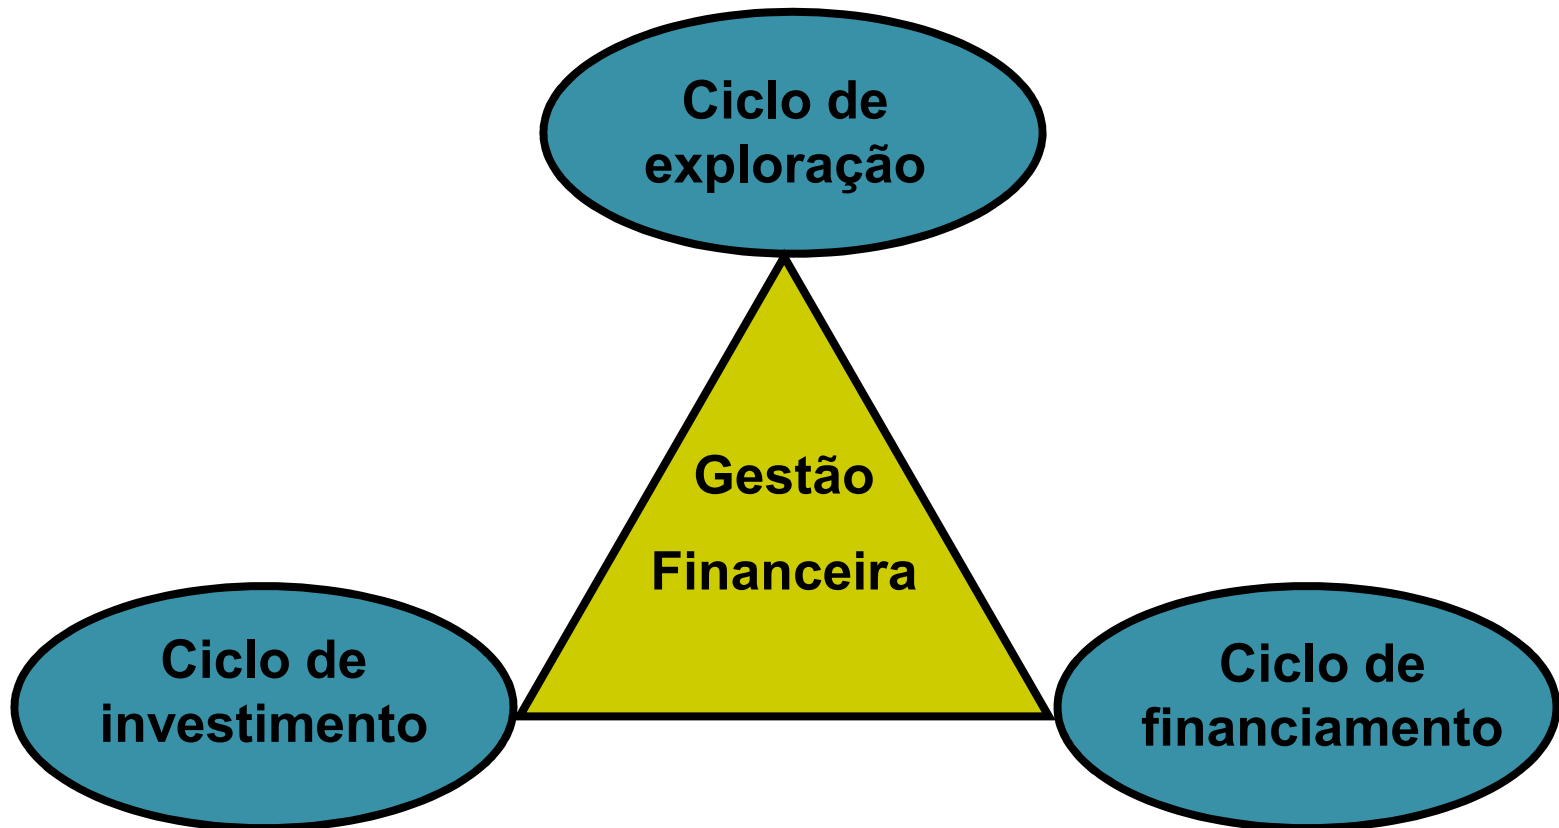 Ciclo de
exploração
Gestão
Financeira
Ciclo de
investimento
Ciclo de
financiamento